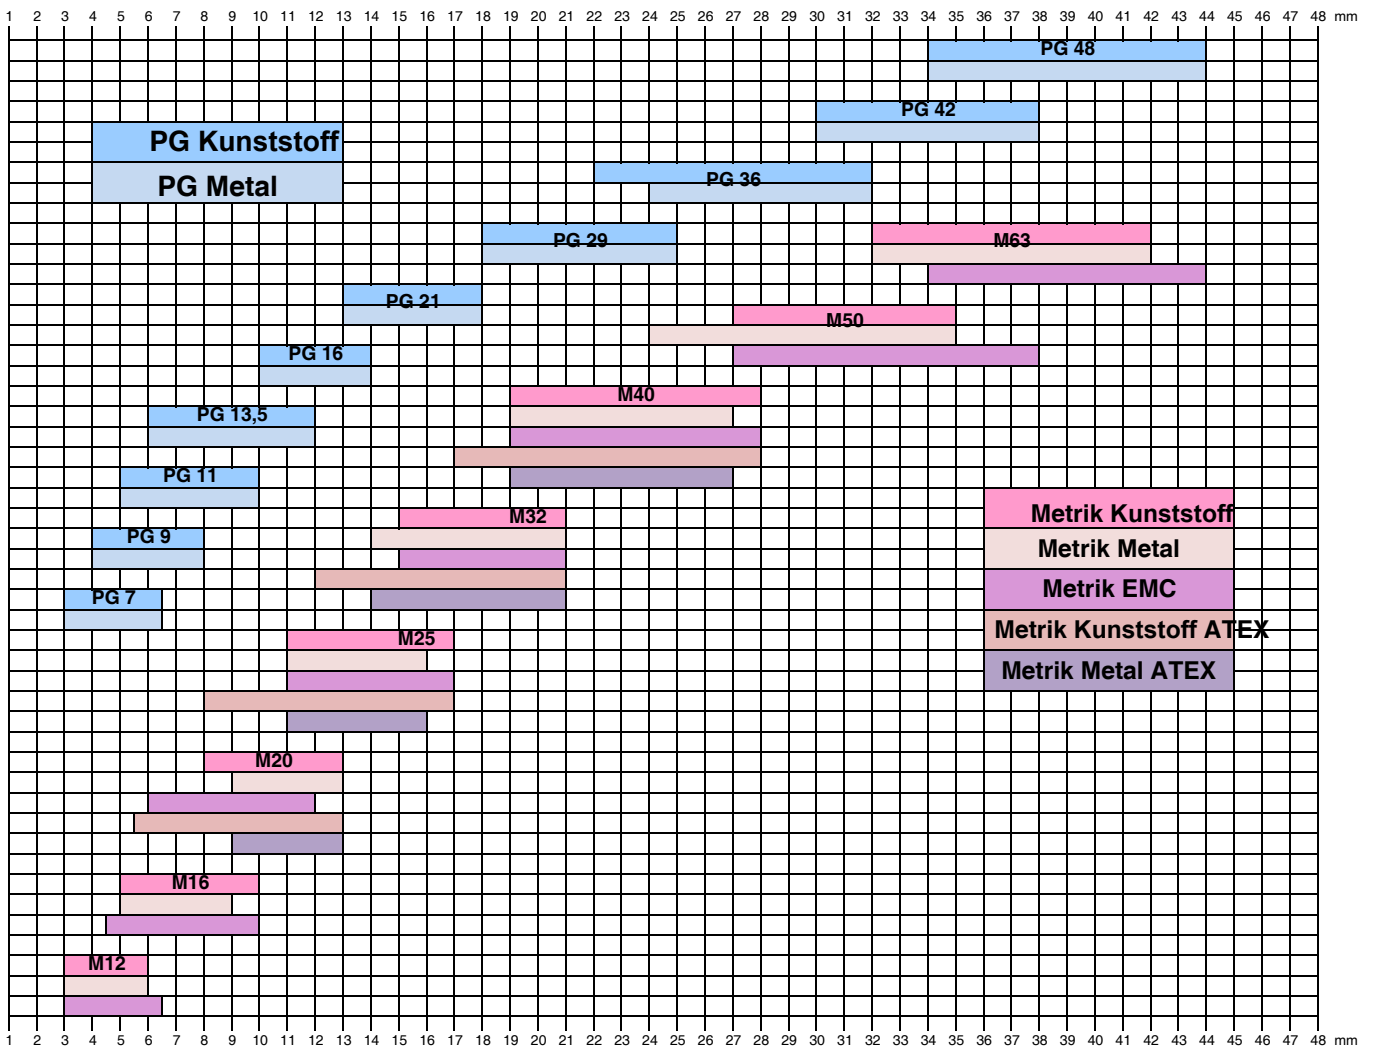 1 2 3 4 5 6 7 8 9 10 11 12 13 14 15 16 17 18 19 20 21 22 23 24 25 26 27 28 29 30 31 32 33 34 35 36 37 38 39 40 41 42 43 44 45 46 47 48 mm
PG 48
PG 42
PG Kunststoff
PG Metal
PG 36
PG 29
M63
PG 21
M50
PG 16
M40
PG 13,5
PG 11
M32
Metrik Kunststoff
PG 9
Metrik Metal
Metrik EMC
PG 7
Metrik Kunststoff ATEX
M25
Metrik Metal ATEX
M20
M16
M12
1 2 3 4 5 6 7 8 9 10 11 12 13 14 15 16 17 18 19 20 21 22 23 24 25 26 27 28 29 30 31 32 33 34 35 36 37 38 39 40 41 42 43 44 45 46 47 48 mm